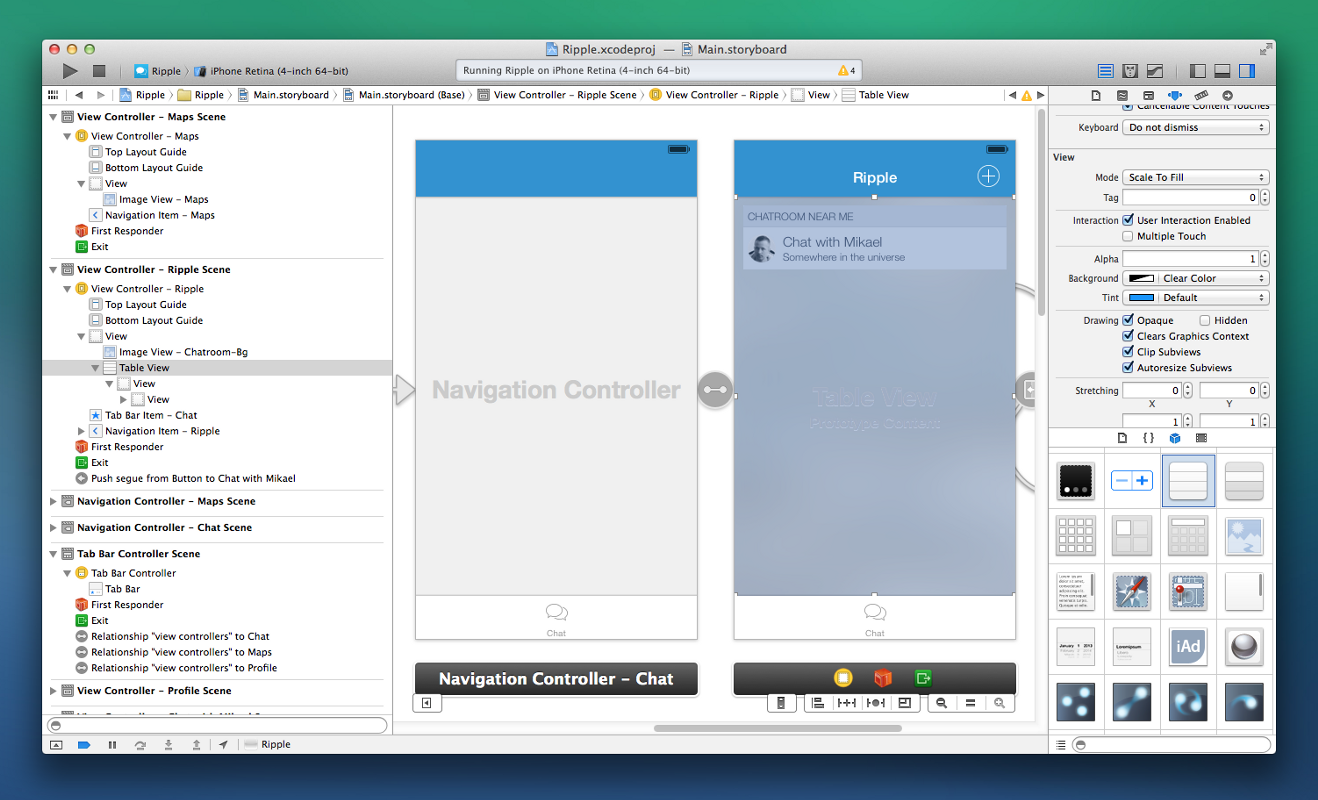 Ripple.xcodeproj — Main.storyboard
Ripple
iPhone Retina (4-inch 64-bit)
Running Ripple on iPhone Retina (4-inch 64-bit)
4
Ripple
Ripple
Main.storyboard
Main.storyboard (Base)
View Controller – Ripple Scene
View Controller – Ripple
View
Table View
View Controller – Maps Scene
View Controller – Maps
Top Layout Guide
Bottom Layout Guide
View
Image View – Maps
Navigation Item – Maps
First Responder
Exit
View Controller – Ripple Scene
View Controller – Ripple
Top Layout Guide
Bottom Layout Guide
View
Image View – Chatroom-Bg
Table View
View
View
Tab Bar Item – Chat
Navigation Item – Ripple
First Responder
Exit
Push segue from Button to Chat with Mikael
Navigation Controller – Maps Scene
Navigation Controller – Chat Scene
Tab Bar Controller Scene
Tab Bar Controller
Tab Bar
First Responder
Exit
Relationship "view controllers" to Chat
Relationship "view controllers" to Maps
Relationship "view controllers" to Profile
View Controller – Profile Scene
Ripple
Navigation Controller
Chat
Navigation Controller – Chat
Ripple
CHATROOM NEAR ME
Chat with Mikael
Somewhere in the universe
Table View
Prototype Content
Chat
Cancellable Content Touches
Keyboard Do not dismiss
View
Mode Scale To Fill
Tag 0
Interaction User Interaction Enabled
Multiple Touch
Alpha 1
Background Clear Color
Tint Default
Drawing Opaque Hidden
Clears Graphics Context
Clip Subviews
Autoresize Subviews
Stretching 0 0
X Y
1 1
{ }
iAd